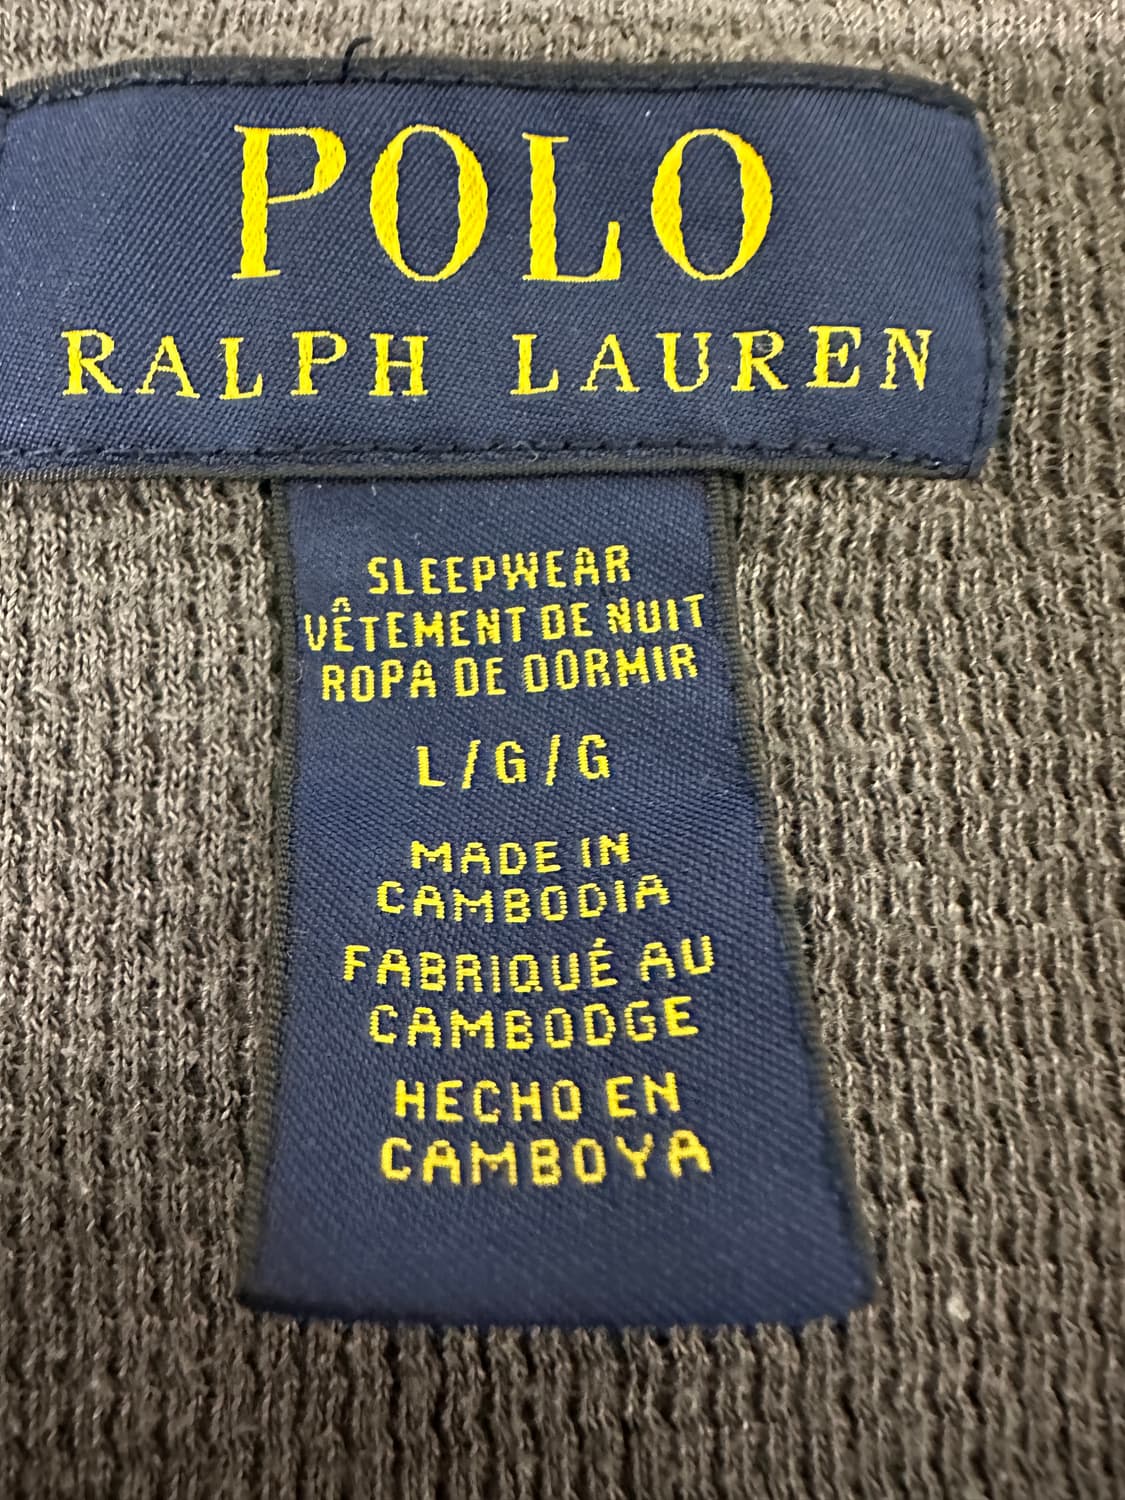 POLO
RALPH LAUREN
SLEEPWEAR
VÊTEMENT DE NUIT
ROPA DE DORMIR
L/G/G
MADE IN
CAMBODIA
FABRIQUÉ AU
CAMBODGE
HECHO EN
CAMBOYA